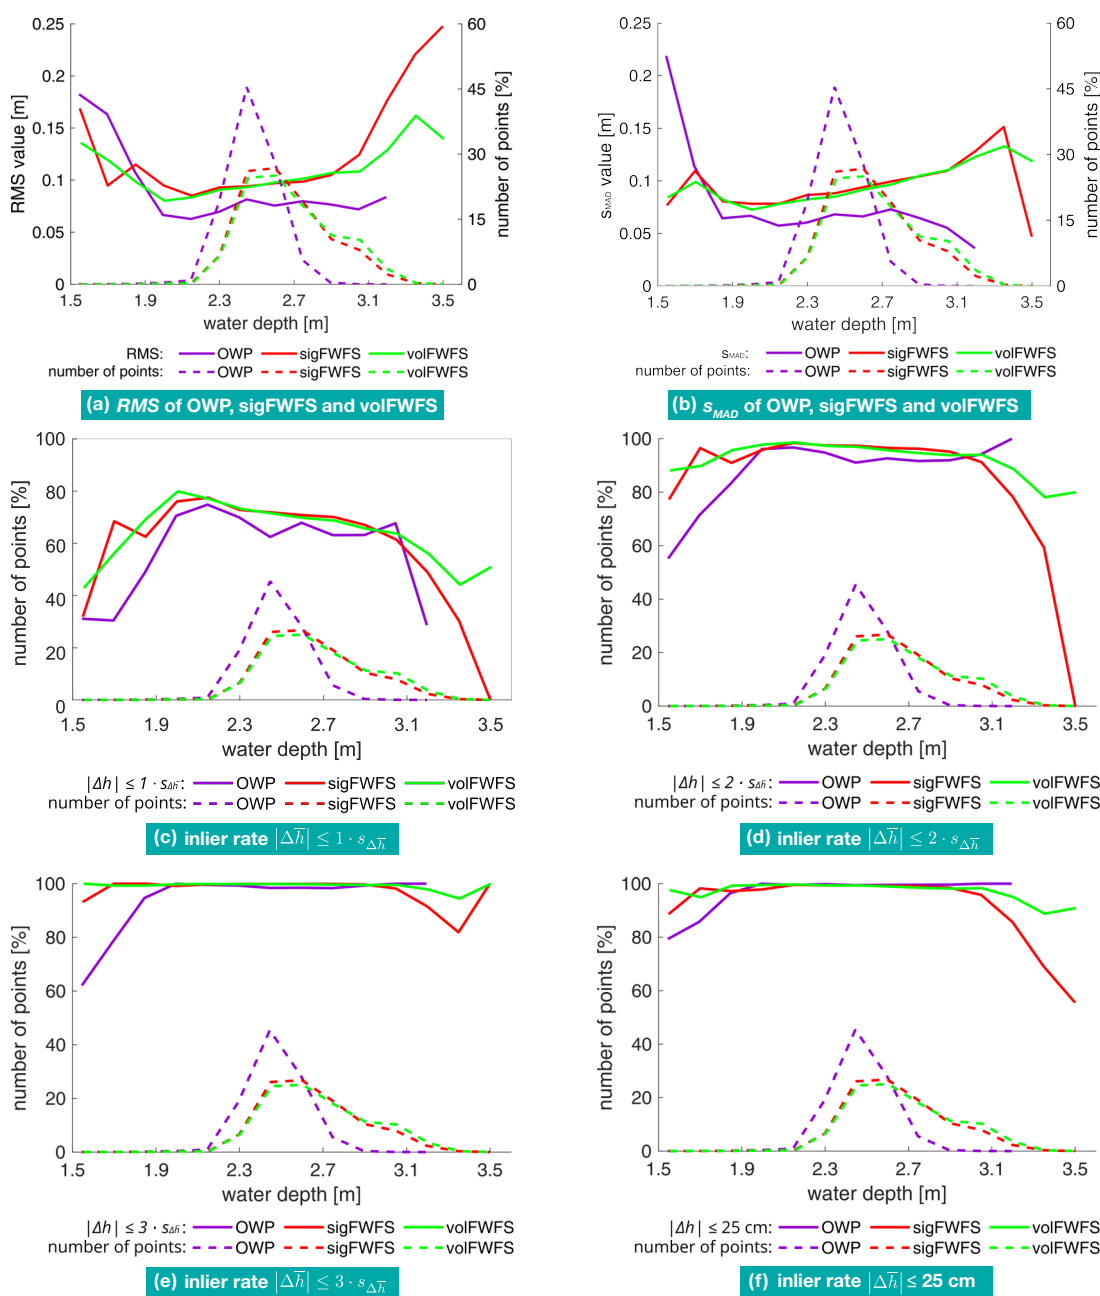 0.25
0.2
0.15
0.1
0.05
0
60
45
30
15
0
1.5 1.9 2.3 2.7 3.1 3.5
RMS value [m]
number of points [%]
water depth [m]
RMS: OWP sigFWFS volFWFS
number of points: OWP sigFWFS volFWFS
(a) RMS of OWP, sigFWFS and volFWFS
0.25
0.2
0.15
0.1
0.05
0
60
45
30
15
0
1.5 1.9 2.3 2.7 3.1 3.5
sMAD value [m]
number of points [%]
water depth [m]
sMAD: OWP sigFWFS volFWFS
number of points: OWP sigFWFS volFWFS
(b) sMAD of OWP, sigFWFS and volFWFS
100
80
60
40
20
0
1.5 1.9 2.3 2.7 3.1 3.5
number of points [%]
water depth [m]
|Δh| ≤ 1 · sΔh̅: OWP sigFWFS volFWFS
number of points: OWP sigFWFS volFWFS
(c) inlier rate |Δh̅| ≤ 1 · sΔh̅
100
80
60
40
20
0
1.5 1.9 2.3 2.7 3.1 3.5
number of points [%]
water depth [m]
|Δh| ≤ 2 · sΔh̅: OWP sigFWFS volFWFS
number of points: OWP sigFWFS volFWFS
(d) inlier rate |Δh̅| ≤ 2 · sΔh̅
100
80
60
40
20
0
1.5 1.9 2.3 2.7 3.1 3.5
number of points [%]
water depth [m]
|Δh| ≤ 3 · sΔh̅: OWP sigFWFS volFWFS
number of points: OWP sigFWFS volFWFS
(e) inlier rate |Δh̅| ≤ 3 · sΔh̅
100
80
60
40
20
0
1.5 1.9 2.3 2.7 3.1 3.5
number of points [%]
water depth [m]
|Δh| ≤ 25 cm: OWP sigFWFS volFWFS
number of points: OWP sigFWFS volFWFS
(f) inlier rate |Δh̅| ≤ 25 cm